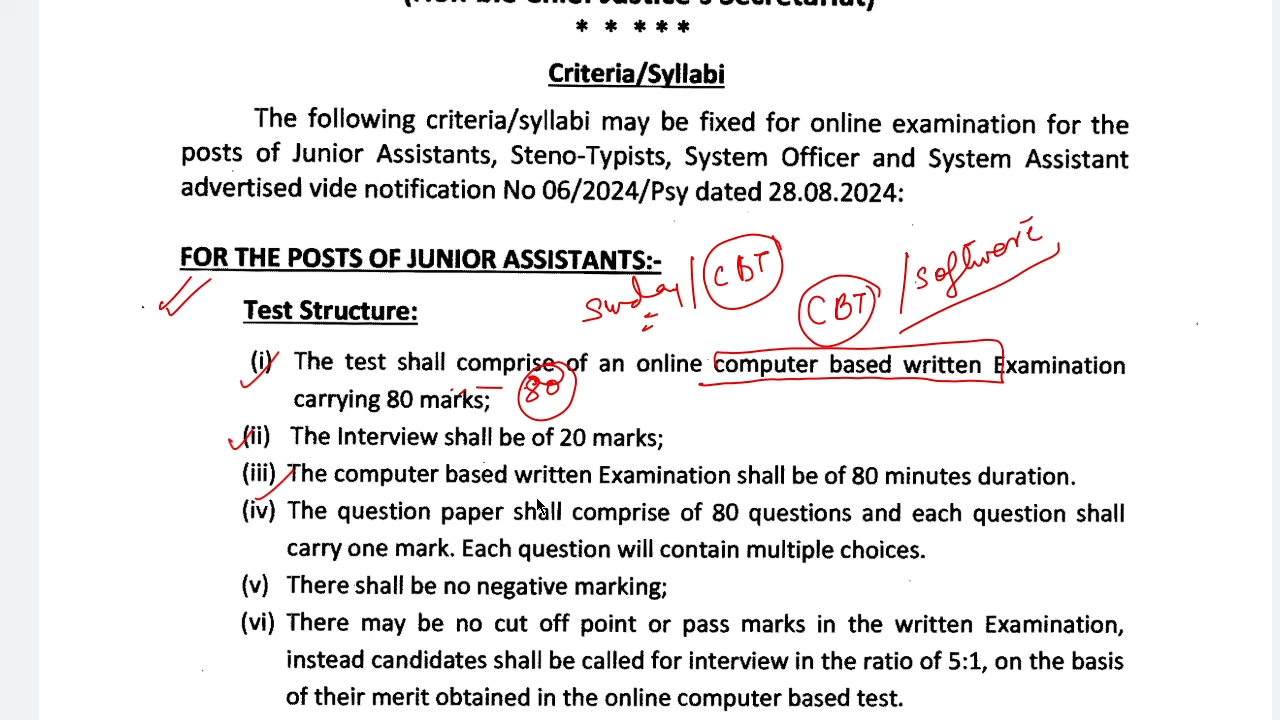 (Hon'ble Chief Justice's Secretariat)
* * * * *
Criteria/Syllabi
The following criteria/syllabi may be fixed for online examination for the
posts of Junior Assistants, Steno-Typists, System Officer and System Assistant
advertised vide notification No 06/2024/Psy dated 28.08.2024:
FOR THE POSTS OF JUNIOR ASSISTANTS:-
Sunday / CBT
CBT / software
Test Structure:
(i) The test shall comprise of an online computer based written Examination
carrying 80 marks; 80
(ii) The Interview shall be of 20 marks;
(iii) The computer based written Examination shall be of 80 minutes duration.
(iv) The question paper shall comprise of 80 questions and each question shall
carry one mark. Each question will contain multiple choices.
(v) There shall be no negative marking;
(vi) There may be no cut off point or pass marks in the written Examination,
instead candidates shall be called for interview in the ratio of 5:1, on the basis
of their merit obtained in the online computer based test.